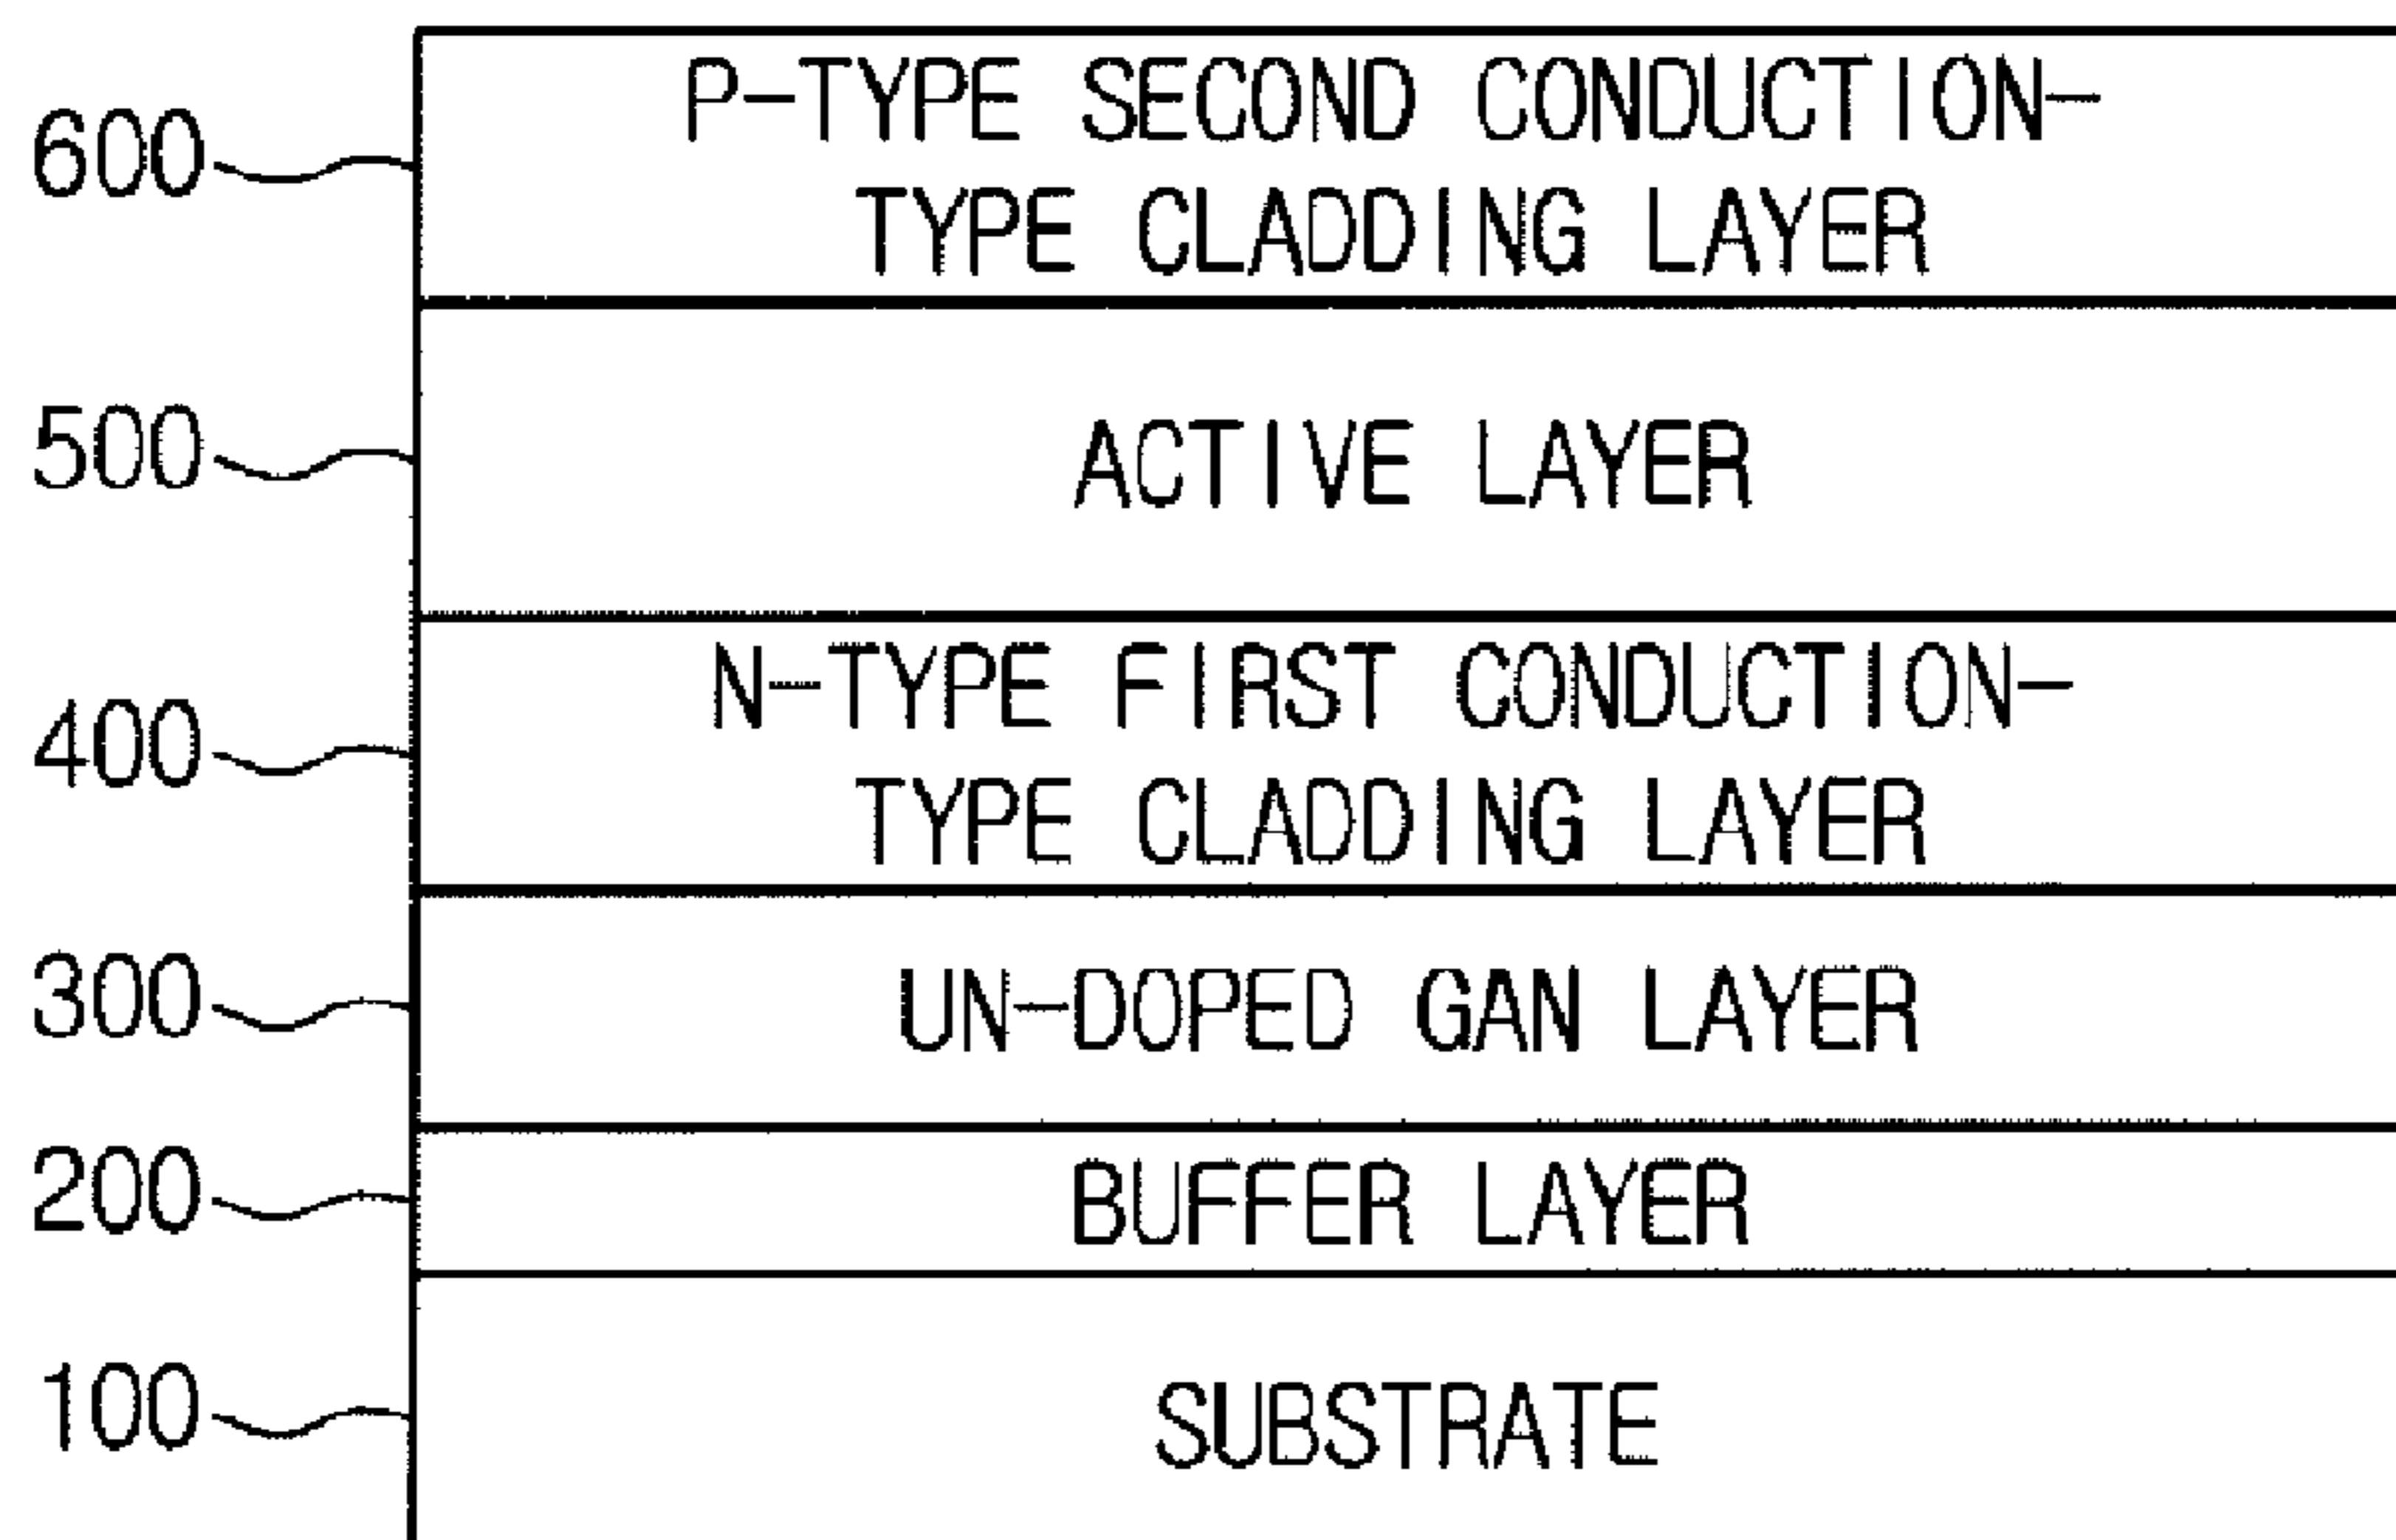 P-TYPE SECOND CONDUCTION-
600
TYPE CLADDING LAYER
500 ACTIVE LAYER
N-TYPE FIRST CONDUCTION-
400
TYPE CLADDING LAYER
300 UN-DOPED GAN LAYER
200 BUFFER LAYER
100 SUBSTRATE